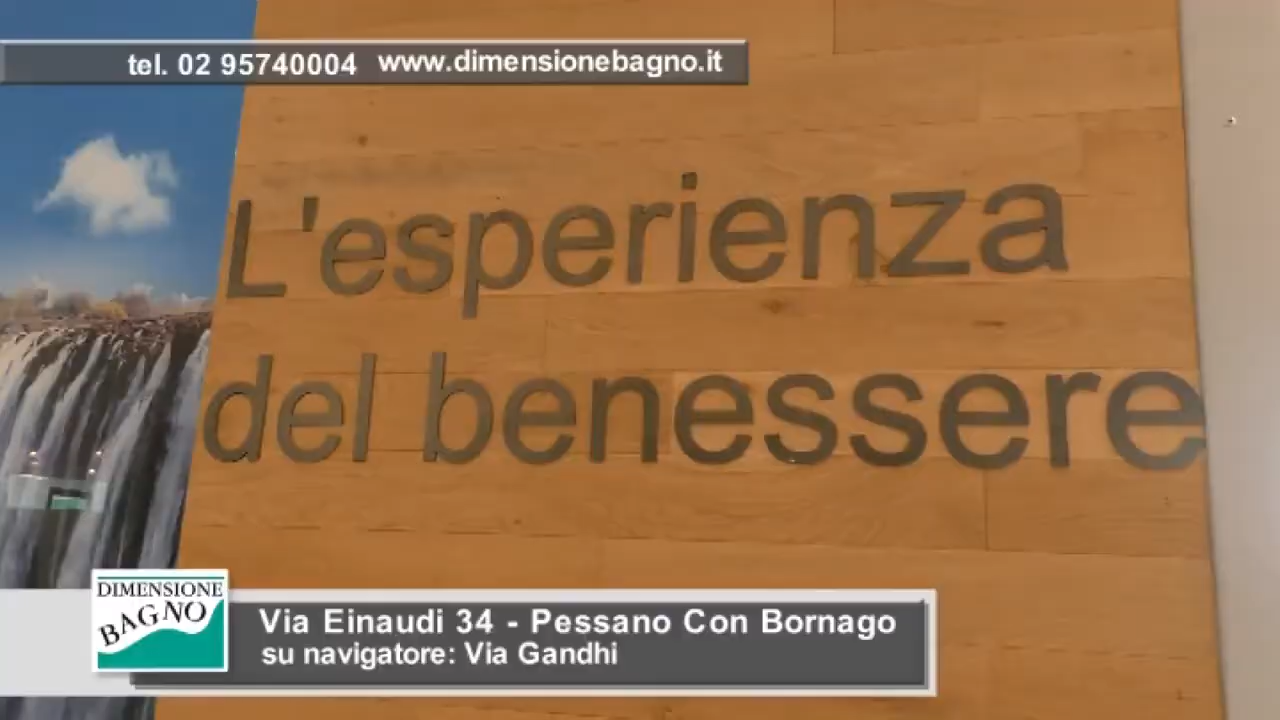 tel. 02 95740004 www.dimensionebagno.it
L'esperienza
del benessere
DIMENSIONE
BAGNO
Via Einaudi 34 - Pessano Con Bornago
su navigatore: Via Gandhi